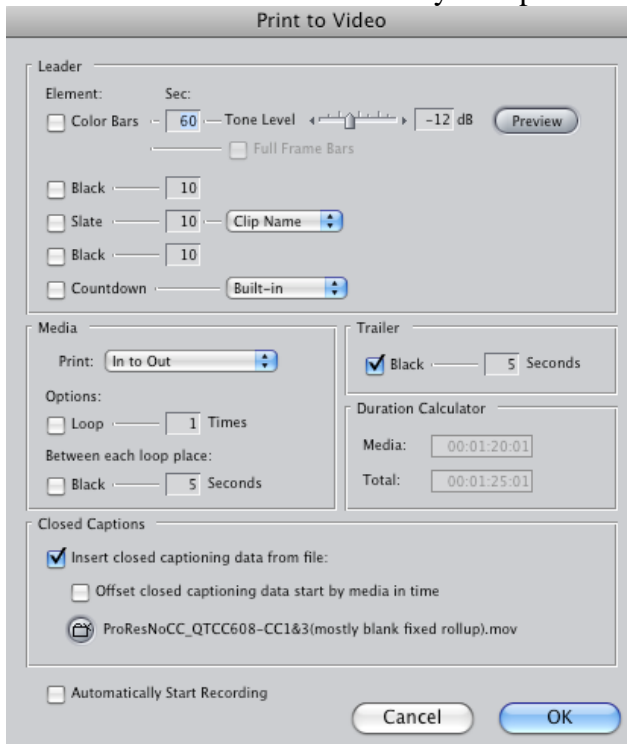 Print to Video
Leader
Element: Sec:
Color Bars 60 Tone Level -12 dB Preview
Full Frame Bars
Black 10
Slate 10 Clip Name
Black 10
Countdown Built-in
Media
Print: In to Out
Options:
Loop 1 Times
Between each loop place:
Black 5 Seconds
Trailer
Black 5 Seconds
Duration Calculator
Media: 00:01:20:01
Total: 00:01:25:01
Closed Captions
Insert closed captioning data from file:
Offset closed captioning data start by media in time
ProResNoCC_QTCC608-CC1&3(mostly blank fixed rollup).mov
Automatically Start Recording
Cancel OK